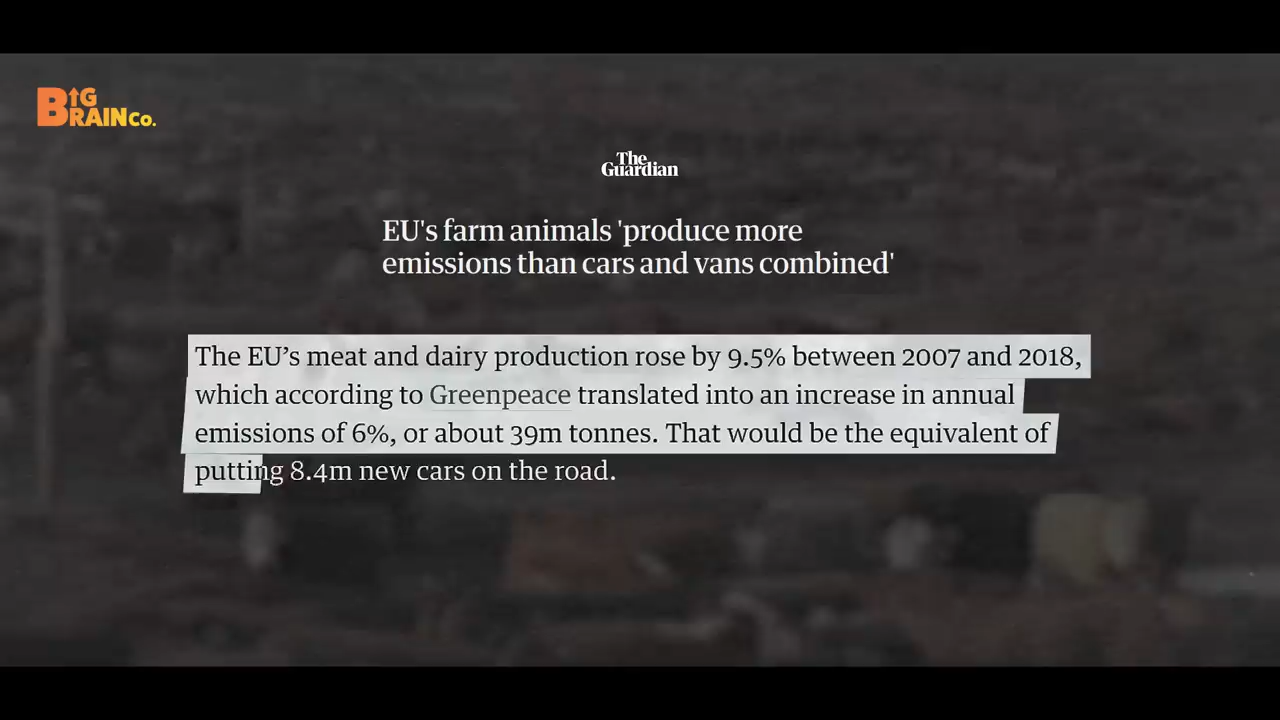 BIG
BRAIN CO.
The
Guardian
EU's farm animals 'produce more
emissions than cars and vans combined'
The EU’s meat and dairy production rose by 9.5% between 2007 and 2018,
which according to Greenpeace translated into an increase in annual
emissions of 6%, or about 39m tonnes. That would be the equivalent of
putting 8.4m new cars on the road.